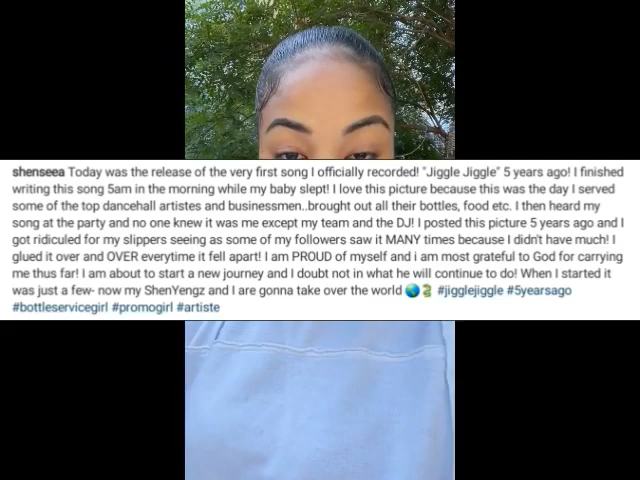 shenseea Today was the release of the very first song I officially recorded! "Jiggle Jiggle" 5 years ago! I finished
writing this song 5am in the morning while my baby slept! I love this picture because this was the day I served
some of the top dancehall artistes and businessmen..brought out all their bottles, food etc. I then heard my
song at the party and no one knew it was me except my team and the DJ! I posted this picture 5 years ago and I
got ridiculed for my slippers seeing as some of my followers saw it MANY times because I didn't have much! I
glued it over and OVER everytime it fell apart! I am PROUD of myself and i am most grateful to God for carrying
me thus far! I am about to start a new journey and I doubt not in what he will continue to do! When I started it
was just a few- now my ShenYengz and I are gonna take over the world 🌏🐍 #jigglejiggle #5yearsago
#bottleservicegirl #promogirl #artiste